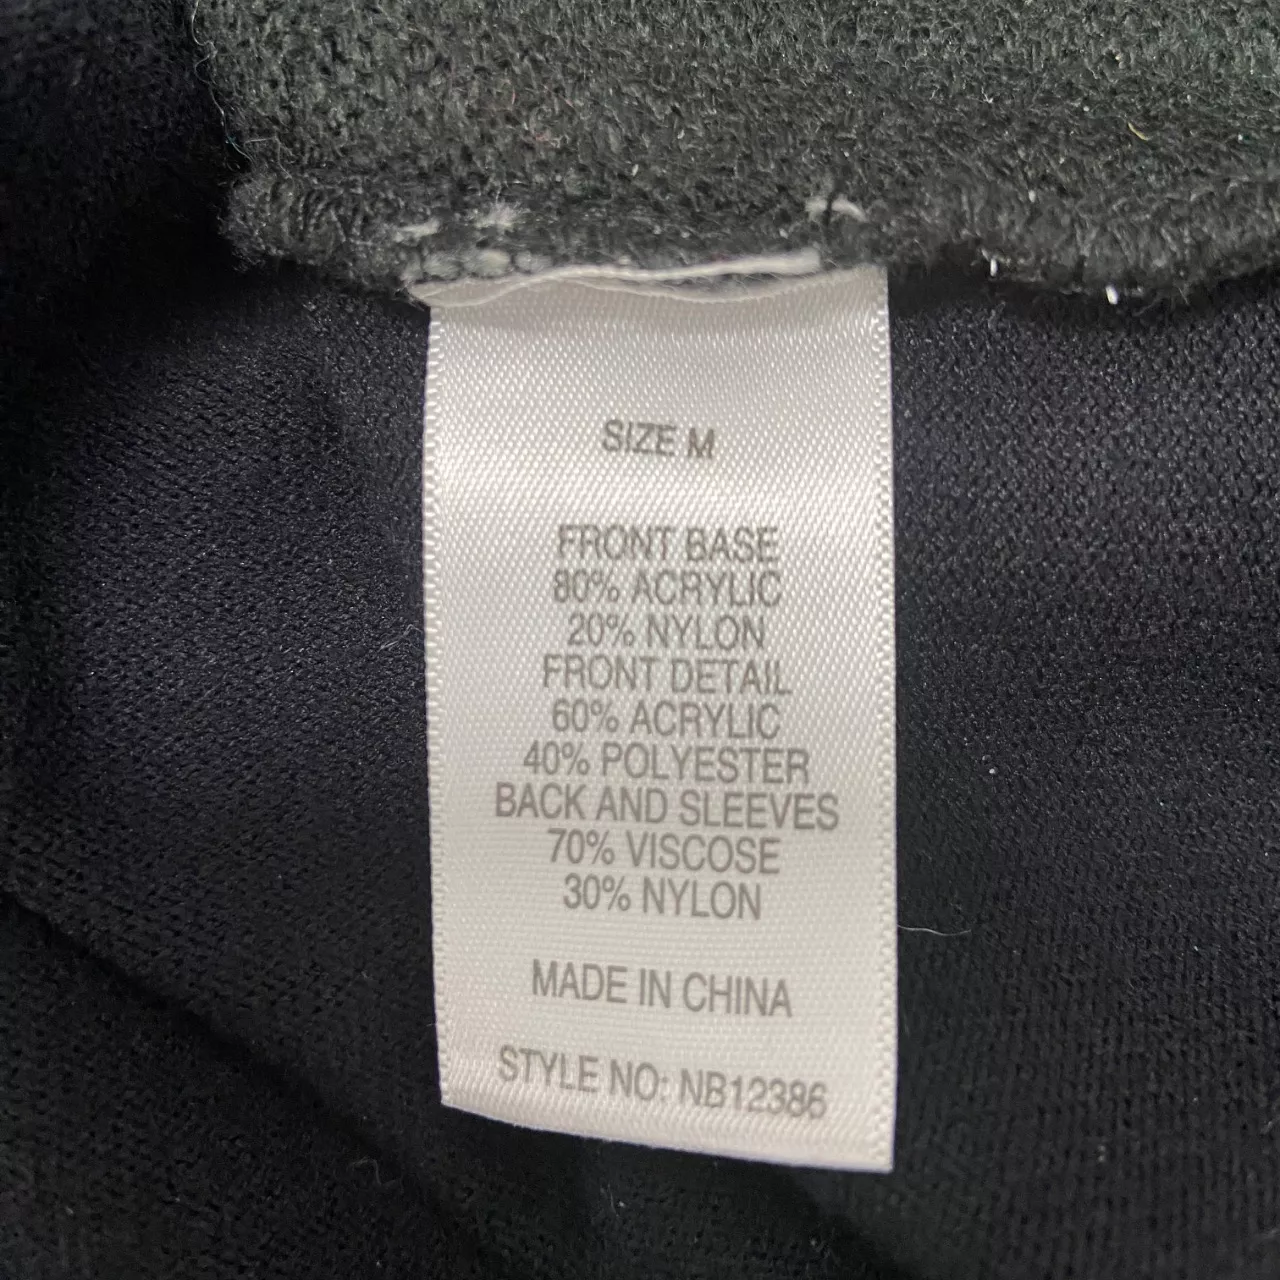 SIZE M
FRONT BASE
80% ACRYLIC
20% NYLON
FRONT DETAIL
60% ACRYLIC
40% POLYESTER
BACK AND SLEEVES
70% VISCOSE
30% NYLON
MADE IN CHINA
STYLE NO: NB12386